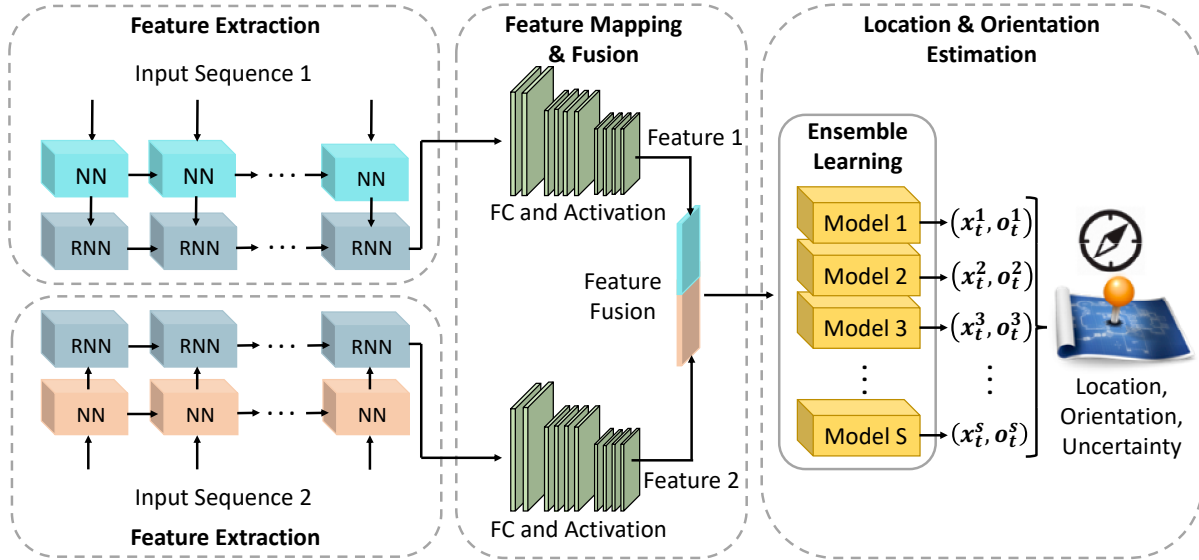 Feature Extraction
Input Sequence 1
NN
NN
· · ·
NN
RNN
RNN
· · ·
RNN
RNN
RNN
· · ·
RNN
NN
NN
· · ·
NN
Input Sequence 2
Feature Extraction
Feature Mapping
& Fusion
Feature 1
FC and Activation
Feature
Fusion
Feature 2
FC and Activation
Location & Orientation
Estimation
Ensemble
Learning
Model 1
(x_t^1, o_t^1)
Model 2
(x_t^2, o_t^2)
Model 3
(x_t^3, o_t^3)
Model S
(x_t^s, o_t^s)
Location,
Orientation,
Uncertainty